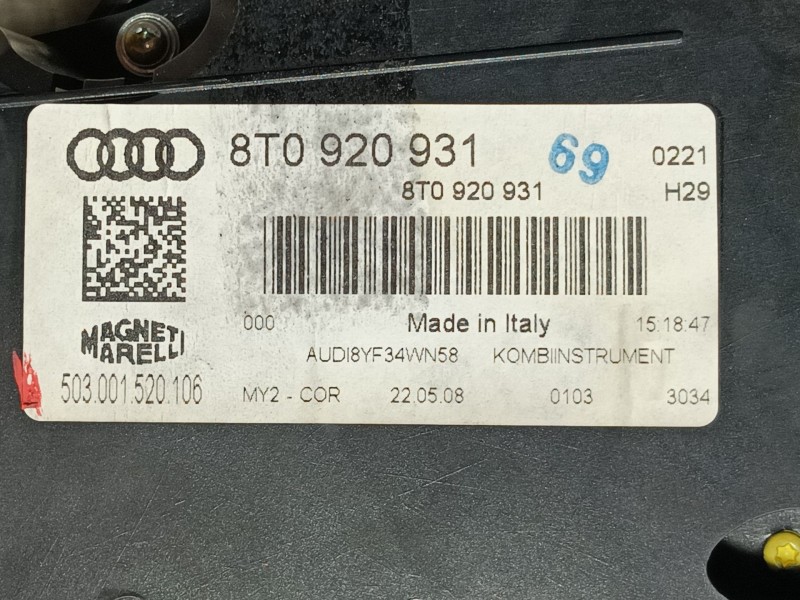 8T0 920 931 69 0221
8T0 920 931 H29
000 Made in Italy 15:18:47
MAGNETI
MARELLI
AUDI8YF34WN58 KOMBIINSTRUMENT
503.001.520.106 MY2 - COR 22.05.08 0103 3034